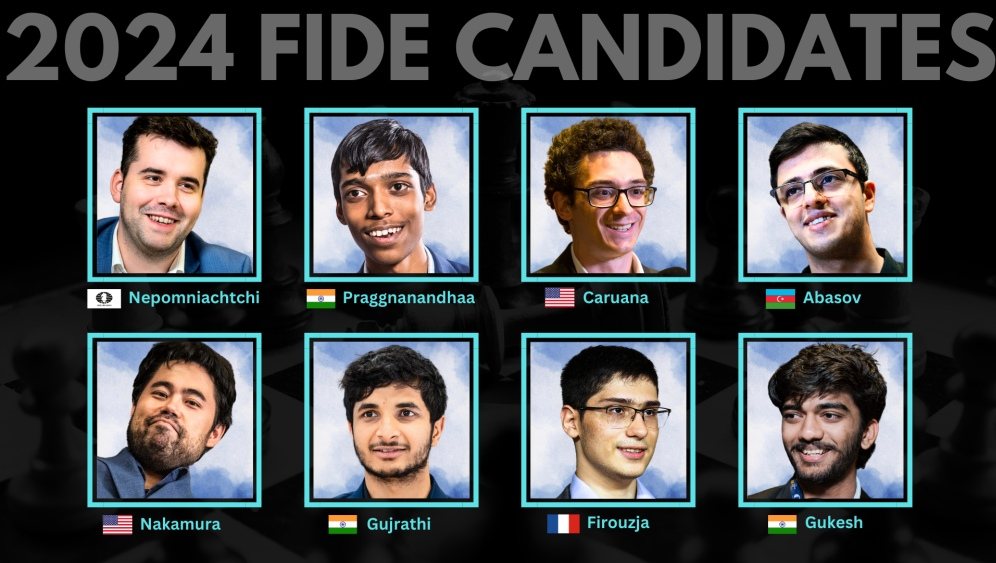 2024 FIDE CANDIDATES
Nepomniachtchi
Praggnanandhaa
Caruana
Abasov
Nakamura
Gujrathi
Firouzja
Gukesh